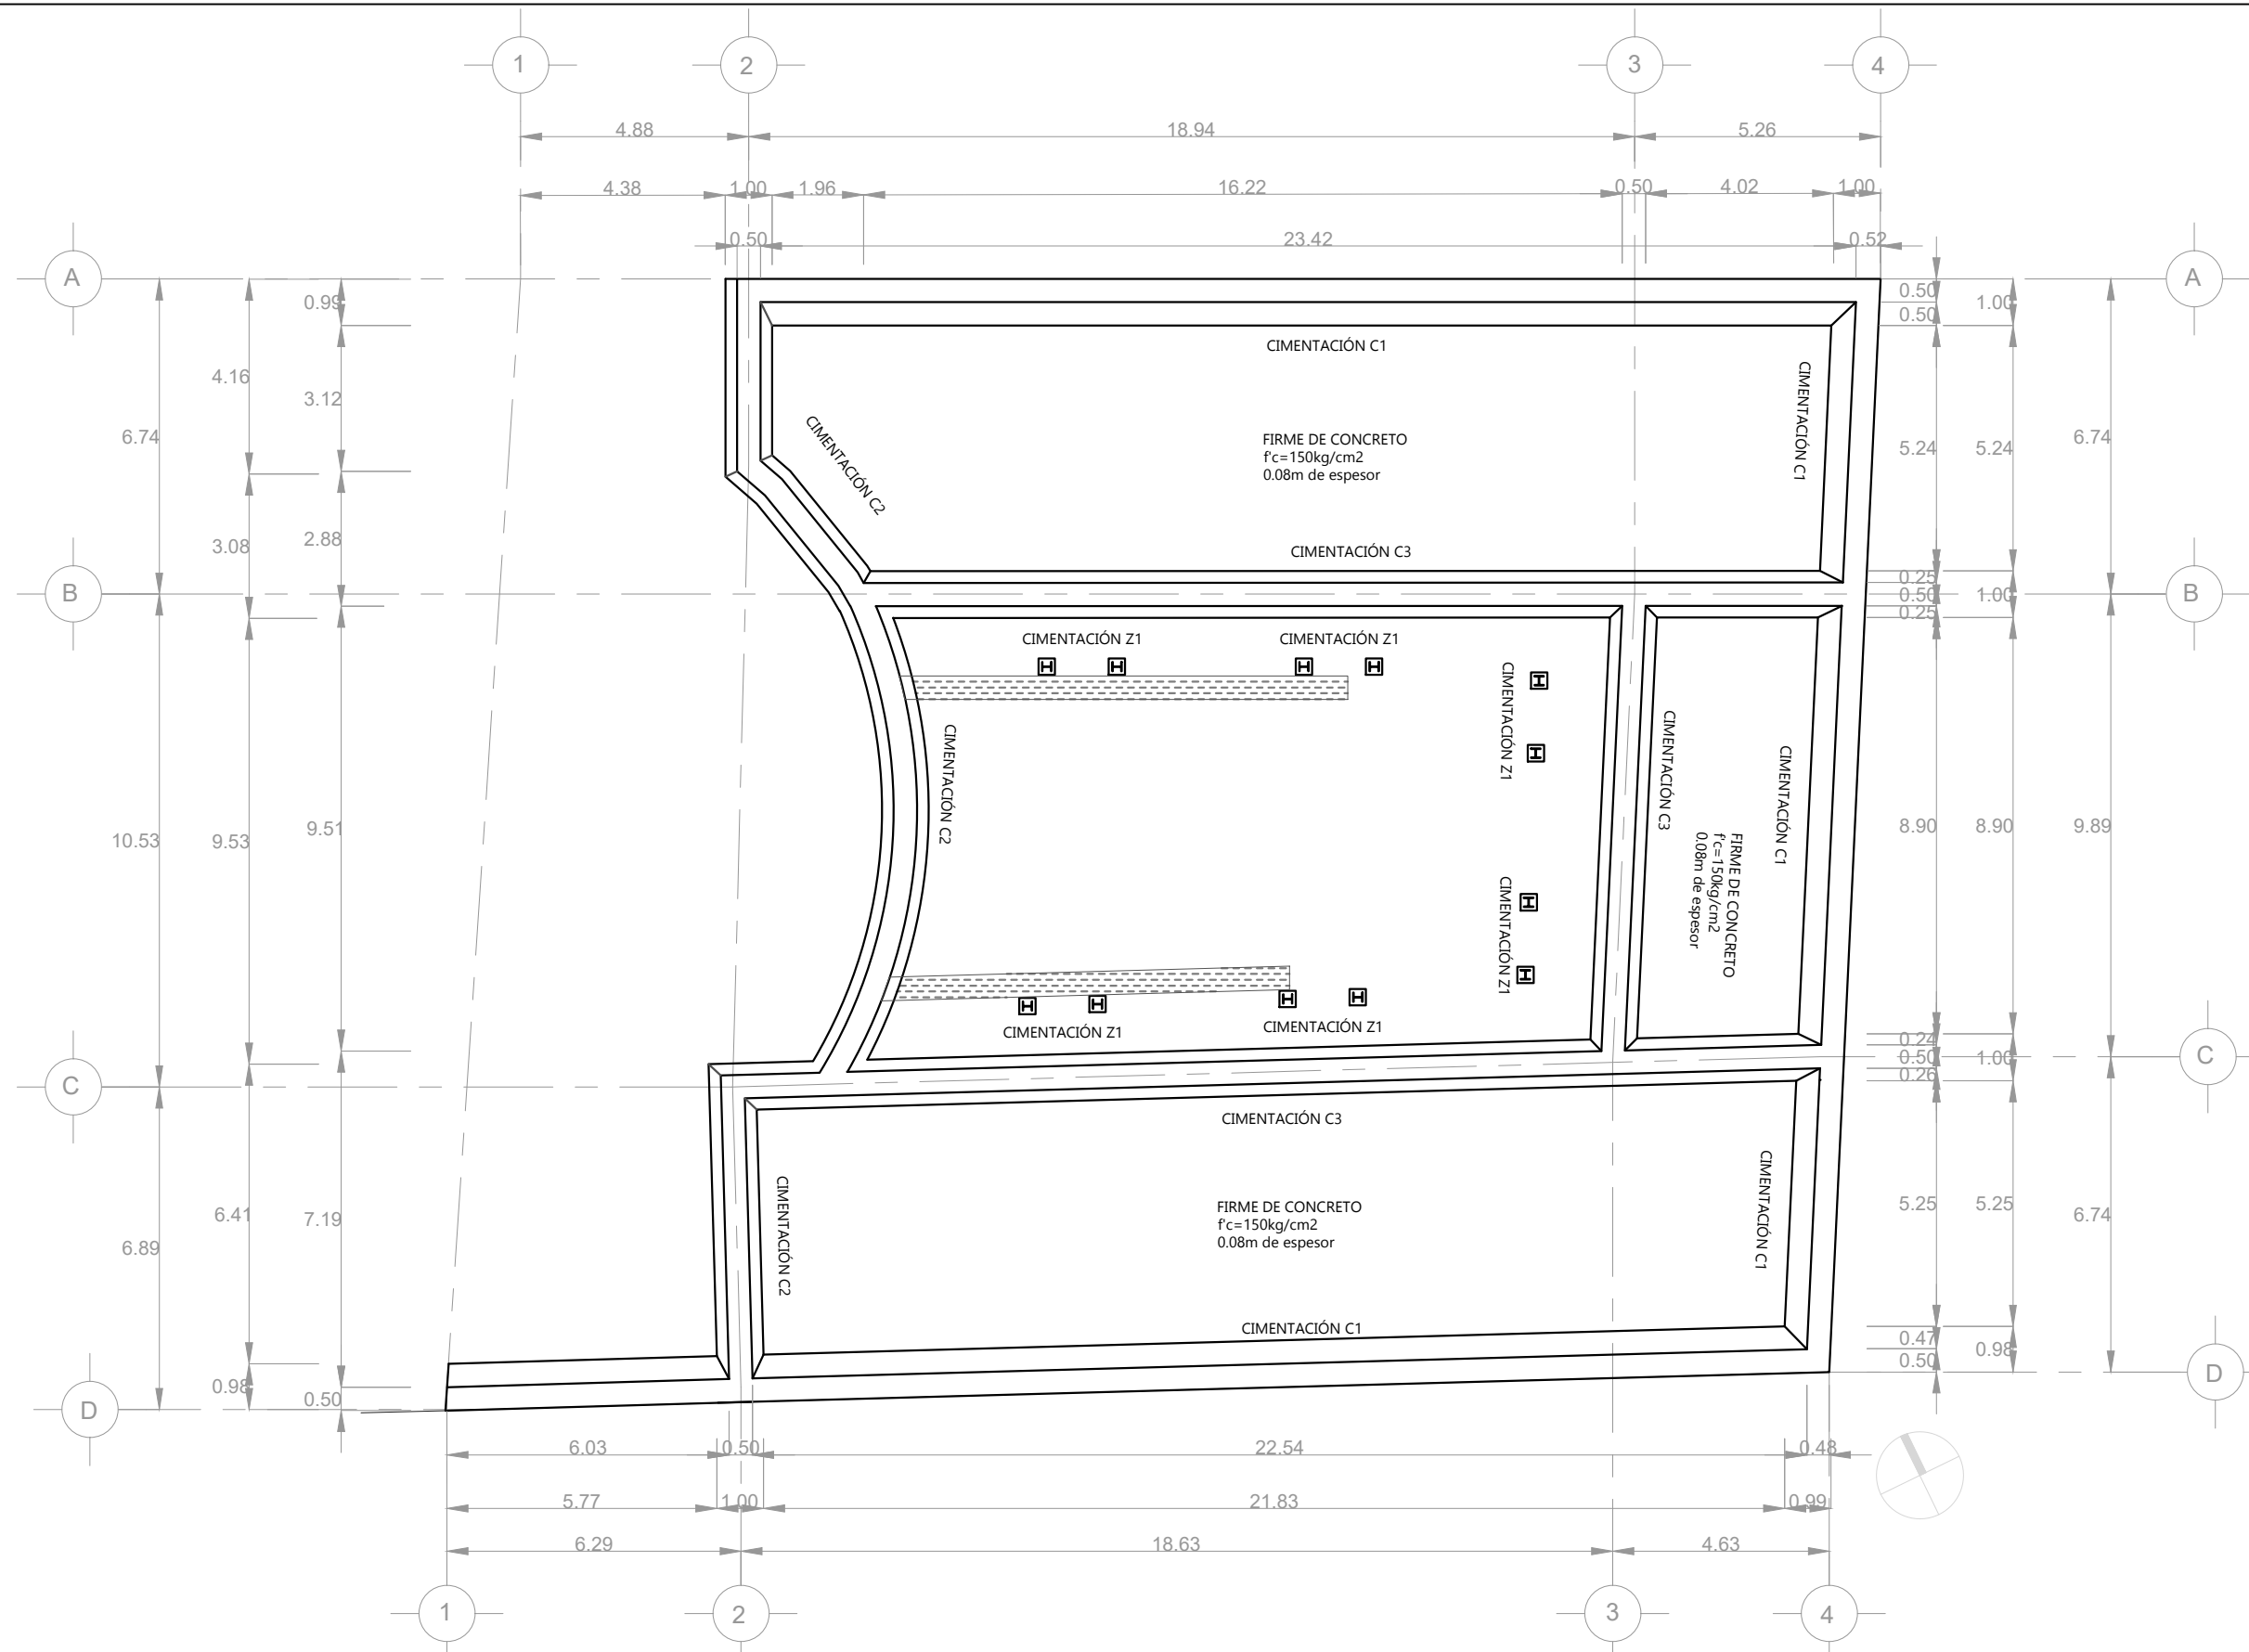 1
2
3
4
4.88
18.94
5.26
4.38
1.00
1.96
16.22
0.50
4.02
1.00
0.50
23.42
0.52
A
A
0.99
4.16
3.12
6.74
3.08
2.88
B
B
10.53
9.53
9.51
C
C
6.89
6.41
7.19
0.98
0.50
D
D
0.50
0.50
1.00
5.24
5.24
6.74
0.25
0.50
0.25
1.00
8.90
8.90
9.89
0.24
0.50
0.26
1.00
5.25
5.25
6.74
0.47
0.50
0.98
CIMENTACIÓN C1
CIMENTACIÓN C1
CIMENTACIÓN C2
FIRME DE CONCRETO
f'c=150kg/cm2
0.08m de espesor
CIMENTACIÓN C3
CIMENTACIÓN Z1
CIMENTACIÓN Z1
CIMENTACIÓN Z1
CIMENTACIÓN C2
CIMENTACIÓN C3
CIMENTACIÓN C1
FIRME DE CONCRETO
f'c=150kg/cm2
0.08m de espesor
CIMENTACIÓN Z1
CIMENTACIÓN Z1
CIMENTACIÓN Z1
CIMENTACIÓN C3
CIMENTACIÓN C2
CIMENTACIÓN C1
FIRME DE CONCRETO
f'c=150kg/cm2
0.08m de espesor
CIMENTACIÓN C1
6.03
0.50
22.54
0.48
5.77
1.00
21.83
0.99
6.29
18.63
4.63
1
2
3
4